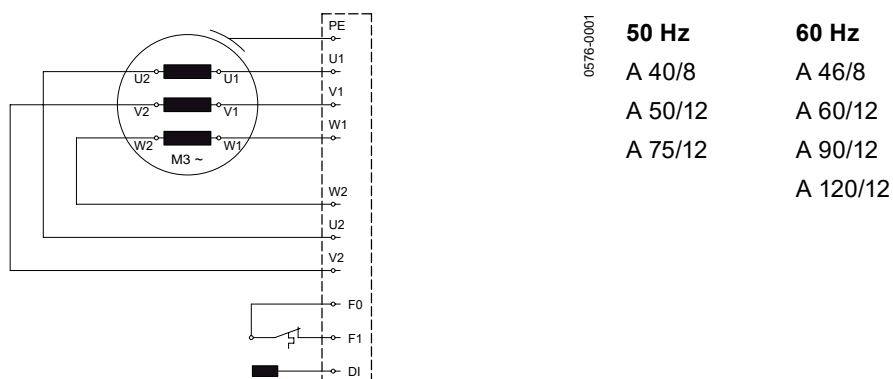 PE
U1
V1
W1
U2 U1
V2 V1
W2 W1
M3 ~
W2
U2
V2
F0
F1
DI
0576-0001
50 Hz 60 Hz
A 40/8 A 46/8
A 50/12 A 60/12
A 75/12 A 90/12
A 120/12